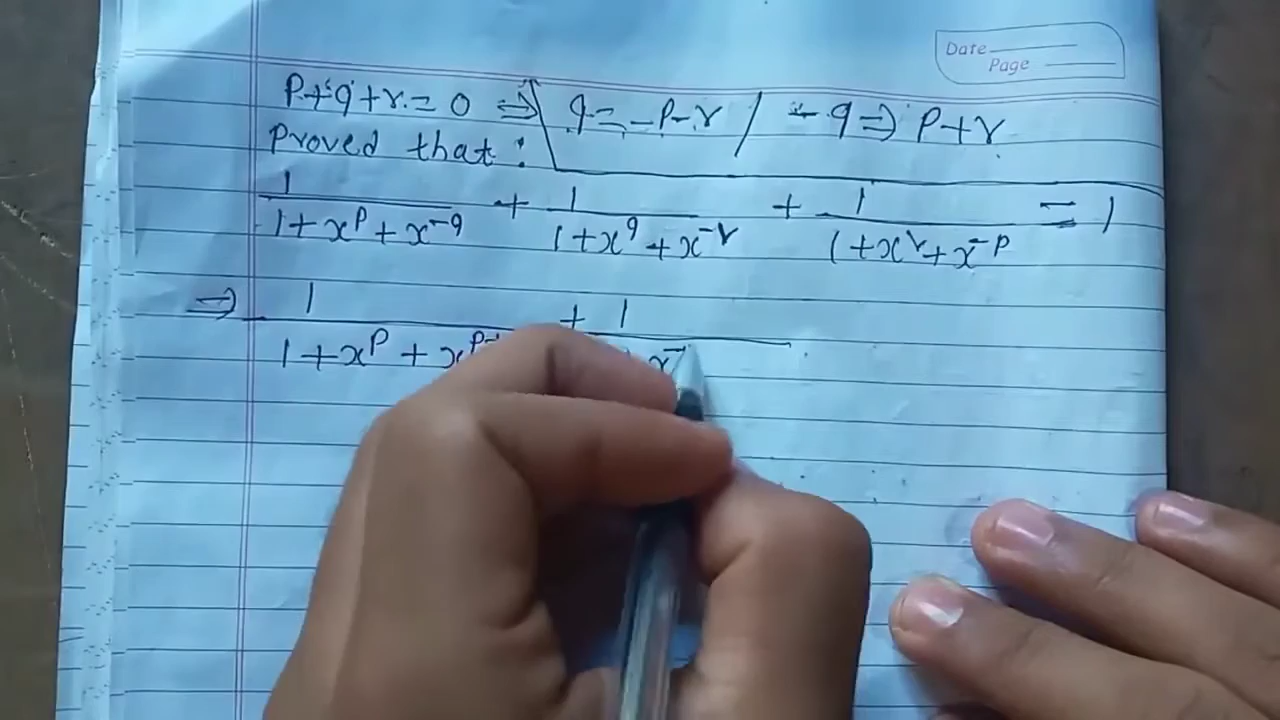 Date
Page
P+q+r=0 ⇒ q=-P-r / -q⇒ P+r
Proved that:
1/(1+x^P+x^-q) + 1/(1+x^q+x^-r) + 1/(1+x^r+x^-P) = 1
⇒ 1/(1+x^P+x^P + 1/